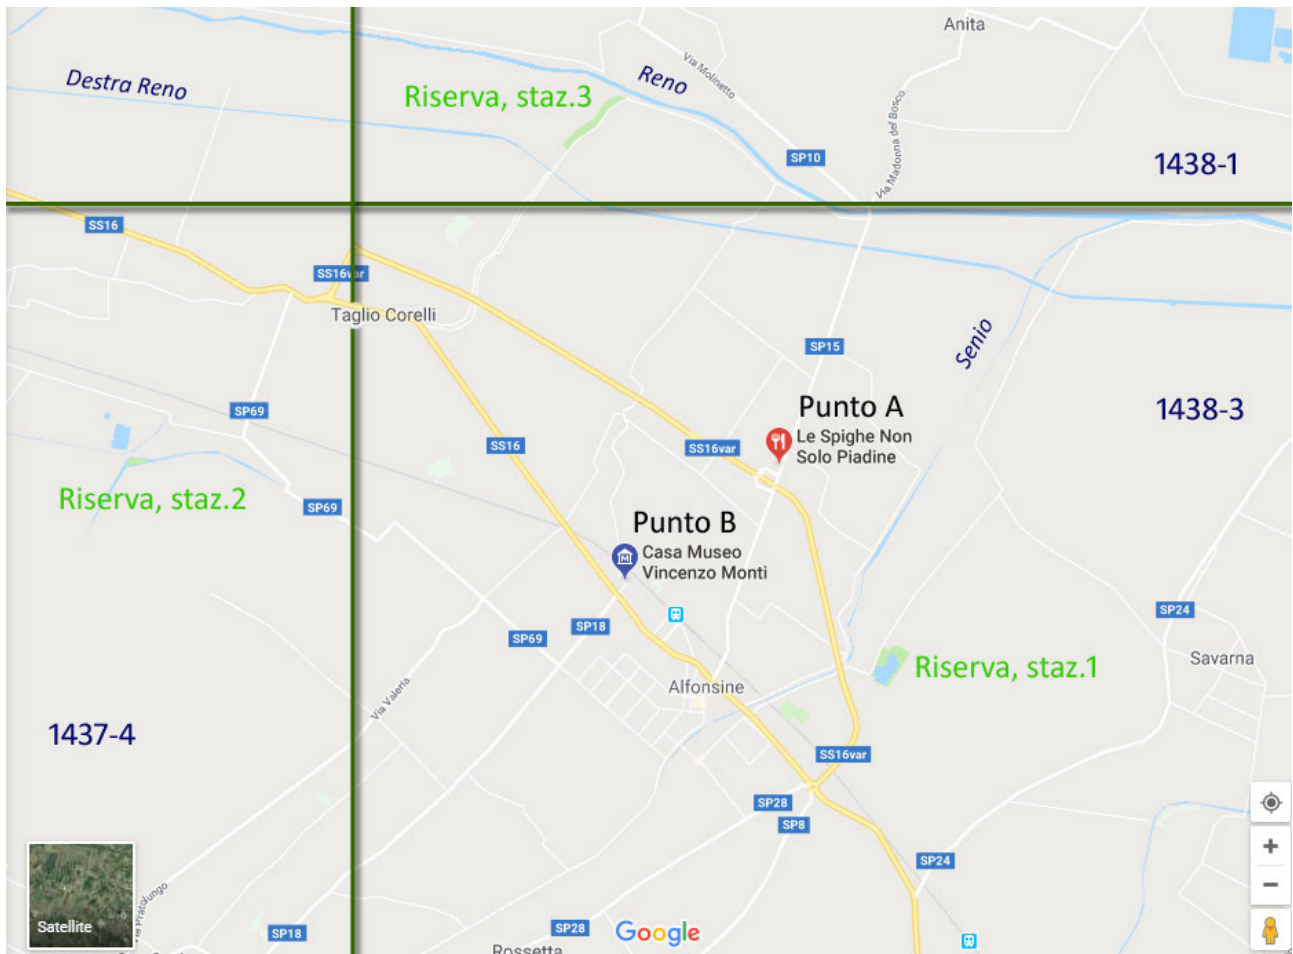 Anita
Destra Reno
Reno
Via Molinetto
Riserva, staz.3
Via Madonna del Bosco
SP10
1438-1
SS16
SS16var
Taglio Corelli
Senio
SP15
SP69
Punto A
Le Spighe Non
Solo Piadine
1438-3
SS16
SS16var
Riserva, staz.2
SP69
Punto B
Casa Museo
Vincenzo Monti
SP24
SP18
SP69
Savarna
Riserva, staz.1
Alfonsine
Via Valeria
1437-4
SS16var
SP28
SP8
SP24
Via Pratolungo
Satellite
SP18
SP28
Google
Rossetta